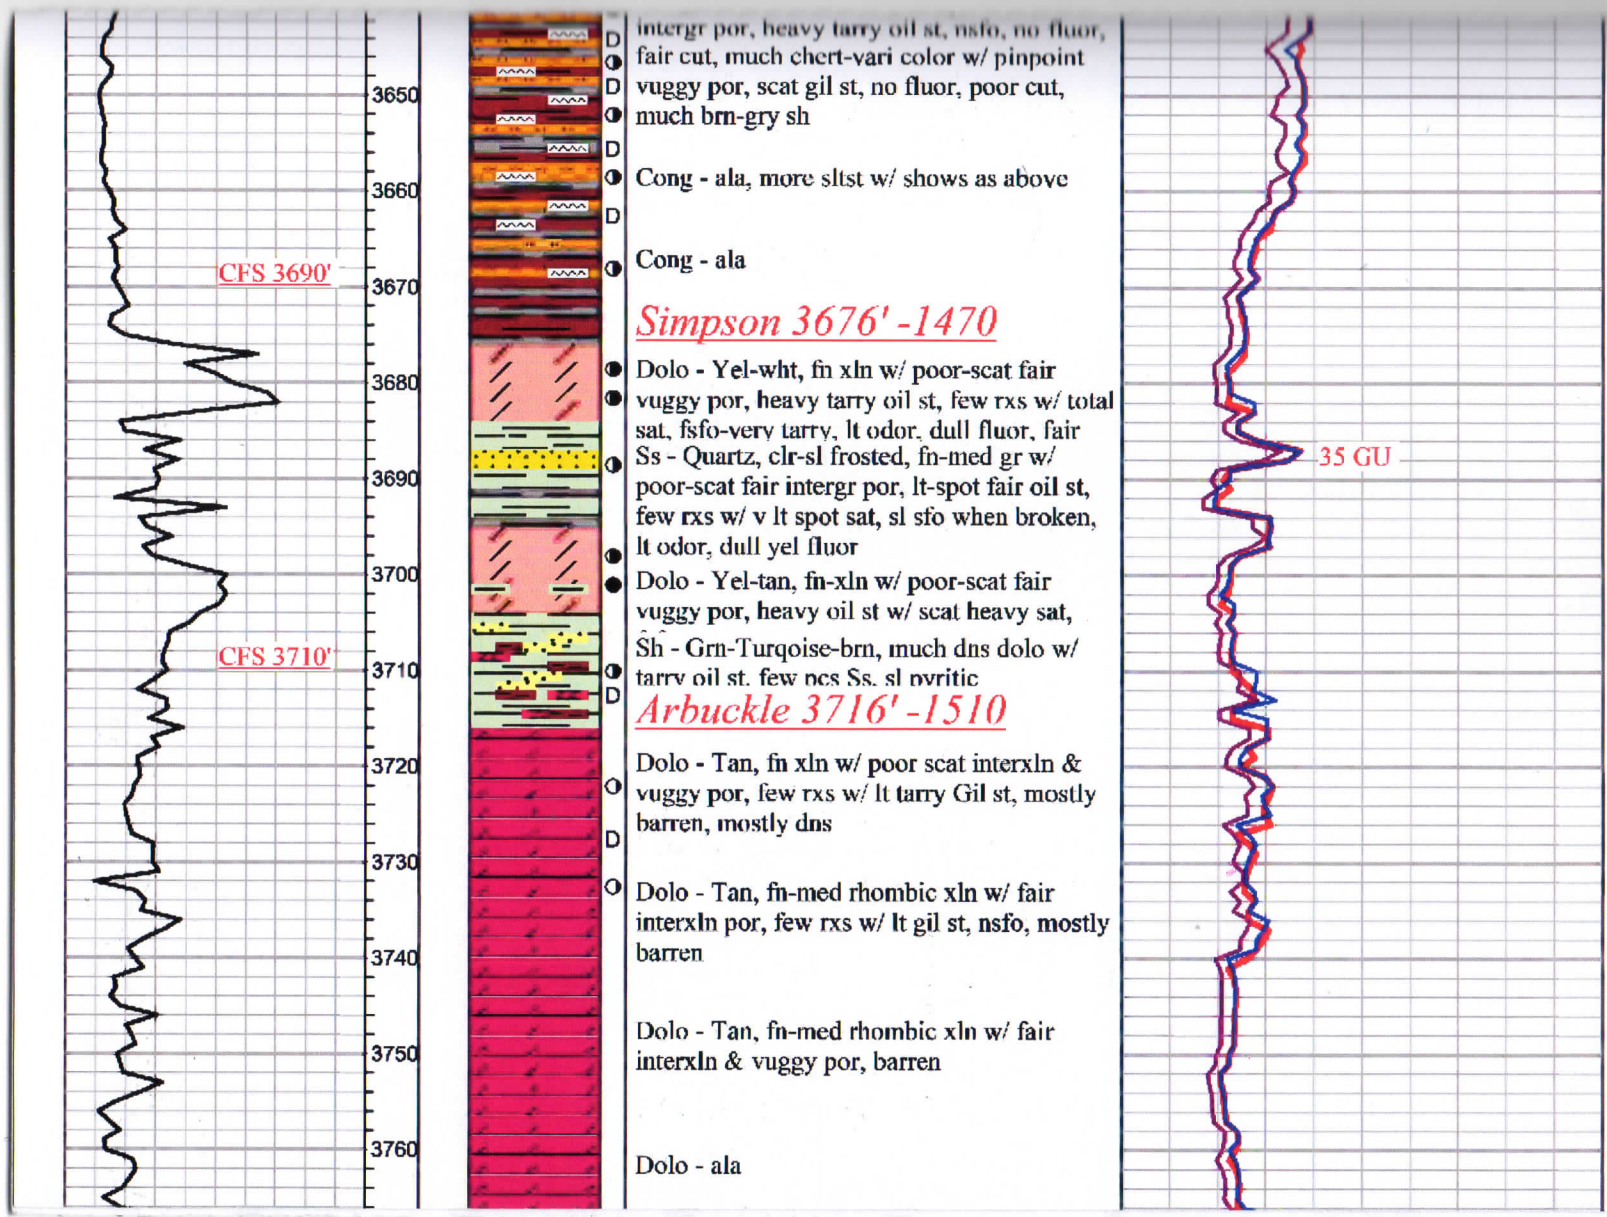 intergr por, heavy tarry oil st, nsfo, no fluor,
fair cut, much chert-vari color w/ pinpoint
vuggy por, scat gil st, no fluor, poor cut,
much brn-gry sh
Cong - ala, more sltst w/ shows as above
Cong - ala
Simpson 3676' -1470
Dolo - Yel-wht, fn xln w/ poor-scat fair
vuggy por, heavy tarry oil st, few rxs w/ total
sat, fsfo-very tarry, lt odor, dull fluor, fair
Ss - Quartz, clr-sl frosted, fn-med gr w/
poor-scat fair intergr por, lt-spot fair oil st,
few rxs w/ v lt spot sat, sl sfo when broken,
lt odor, dull yel fluor
Dolo - Yel-tan, fn-xln w/ poor-scat fair
vuggy por, heavy oil st w/ scat heavy sat,
Sh - Grn-Turqoise-brn, much dns dolo w/
tarry oil st, few pcs Ss, sl pyritic
Arbuckle 3716' -1510
Dolo - Tan, fn xln w/ poor scat interxln &
vuggy por, few rxs w/ lt tarry Gil st, mostly
barren, mostly dns
Dolo - Tan, fn-med rhombic xln w/ fair
interxln por, few rxs w/ lt gil st, nsfo, mostly
barren
Dolo - Tan, fn-med rhombic xln w/ fair
interxln & vuggy por, barren
Dolo - ala
CFS 3690'
CFS 3710'
3650
3660
3670
3680
3690
3700
3710
3720
3730
3740
3750
3760
D
D
D
D
D
D
35 GU